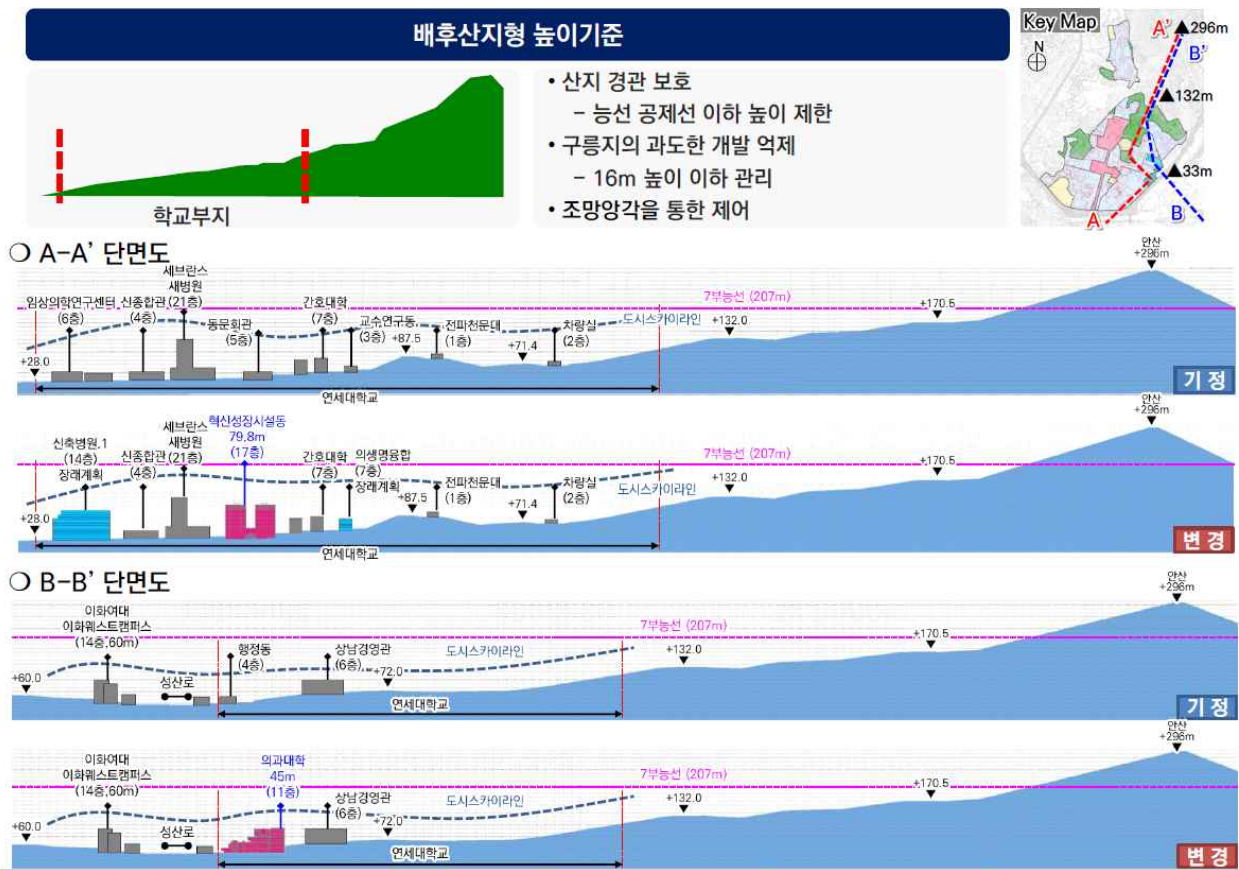 배후산지형 높이기준
학교부지
• 산지 경관 보호
– 능선 공제선 이하 높이 제한
• 구릉지의 과도한 개발 억제
– 16m 높이 이하 관리
• 조망앙각을 통한 제어
Key Map
N
A'
▲296m
B'
▲132m
▲33m
A
B
○ A-A' 단면도
임상의학연구센터
(6층)
신종합관
(4층)
세브란스
새병원
(21층)
동문회관
(5층)
간호대학
(7층)
교수연구동
(3층)
+87.5
전파천문대
(1층)
+71.4
차량실
(2층)
도시스카이라인
7부능선 (207m)
+132.0
+170.5
안산
+296m
+28.0
연세대학교
기 정
신축병원.1
(14층)
장래계획
신종합관
(4층)
세브란스
새병원
(21층)
혁신성장시설동
79.8m
(17층)
간호대학
(7층)
의생명융합
(7층)
장래계획
+87.5
전파천문대
(1층)
+71.4
차량실
(2층)
도시스카이라인
7부능선 (207m)
+132.0
+170.5
안산
+296m
+28.0
연세대학교
변 경
○ B-B' 단면도
이화여대
이화웨스트캠퍼스
(14층,60m)
+60.0
성산로
행정동
(4층)
상남경영관
(6층)
+72.0
도시스카이라인
7부능선 (207m)
+132.0
+170.5
안산
+296m
연세대학교
기 정
이화여대
이화웨스트캠퍼스
(14층,60m)
+60.0
성산로
의과대학
45m
(11층)
상남경영관
(6층)
+72.0
도시스카이라인
7부능선 (207m)
+132.0
+170.5
안산
+296m
연세대학교
변 경